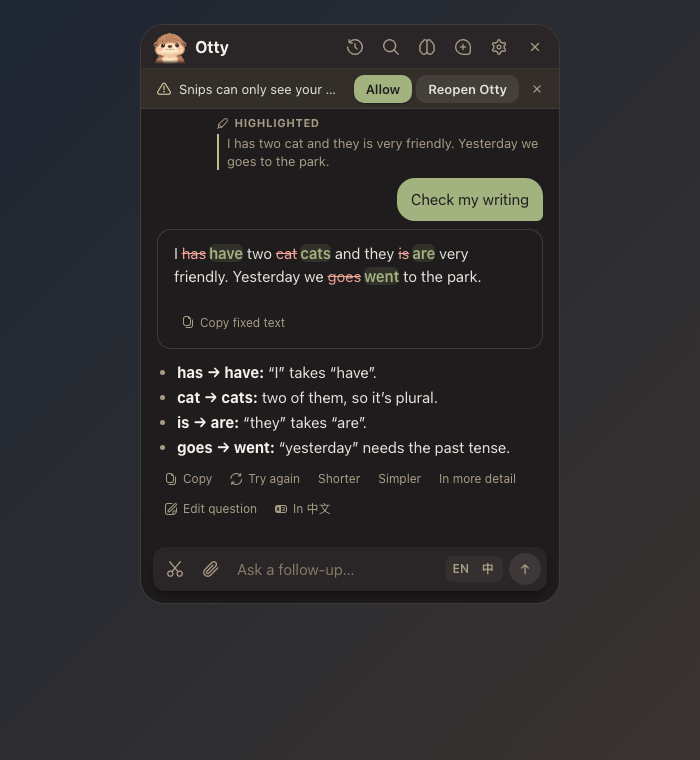 Otty
Snips can only see your ...
Allow
Reopen Otty
HIGHLIGHTED
I has two cat and they is very friendly. Yesterday we
goes to the park.
Check my writing
I has have two cat cats and they is are very
friendly. Yesterday we goes went to the park.
Copy fixed text
has → have: “I” takes “have”.
cat → cats: two of them, so it’s plural.
is → are: “they” takes “are”.
goes → went: “yesterday” needs the past tense.
Copy Try again Shorter Simpler In more detail
Edit question In 中文
Ask a follow-up...
EN 中